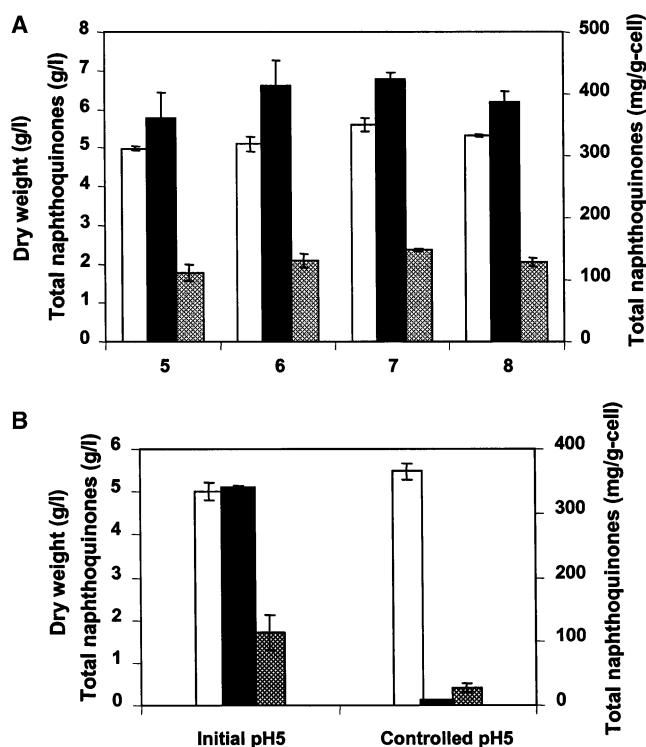 A
Dry weight (g/l)
Total naphthoquinones (g/l)
8
7
6
5
4
3
2
1
0
500
400
300
200
100
0
Total naphthoquinones (mg/g-cell)
5 6 7 8
B
Dry weight (g/l)
Total naphthoquinones (g/l)
6
5
4
3
2
1
0
400
300
200
100
0
Total naphthoquinones (mg/g-cell)
Initial pH5 Controlled pH5